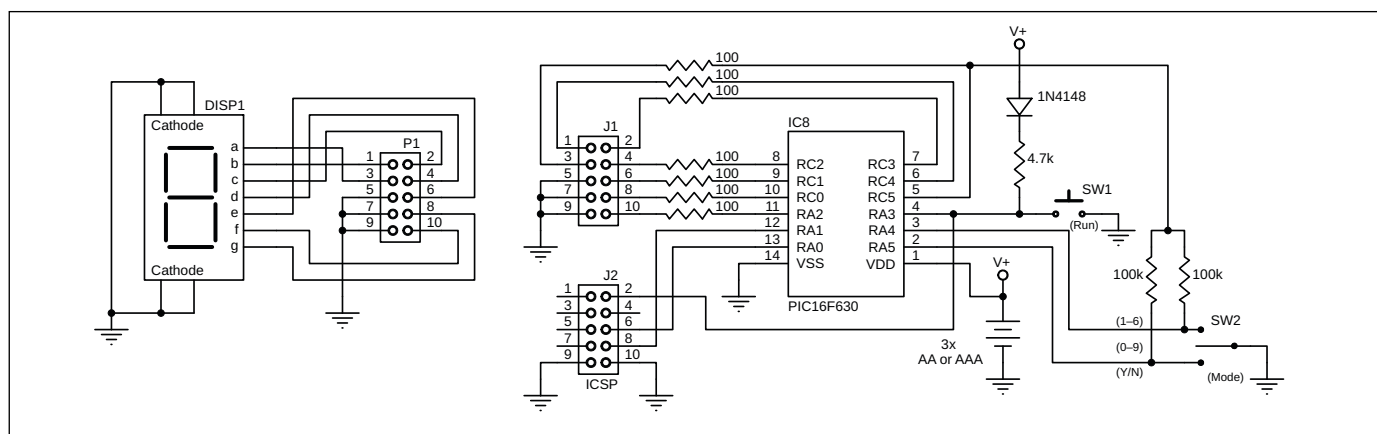 DISP1
Cathode
a
b
c
d
e
f
g
Cathode
P1
1 2
3 4
5 6
7 8
9 10
100
100
100
J1
1 2
3 4
5 6
7 8
9 10
100
100
100
100
IC8
8 RC2 RC3 7
9 RC1 RC4 6
10 RC0 RC5 5
11 RA2 RA3 4
12 RA1 RA4 3
13 RA0 RA5 2
14 VSS VDD 1
PIC16F630
V+
1N4148
4.7k
SW1
(Run)
J2
1 2
3 4
5 6
7 8
9 10
ICSP
V+
3x
AA or AAA
100k 100k
(1–6)
(0–9)
(Y/N)
SW2
(Mode)